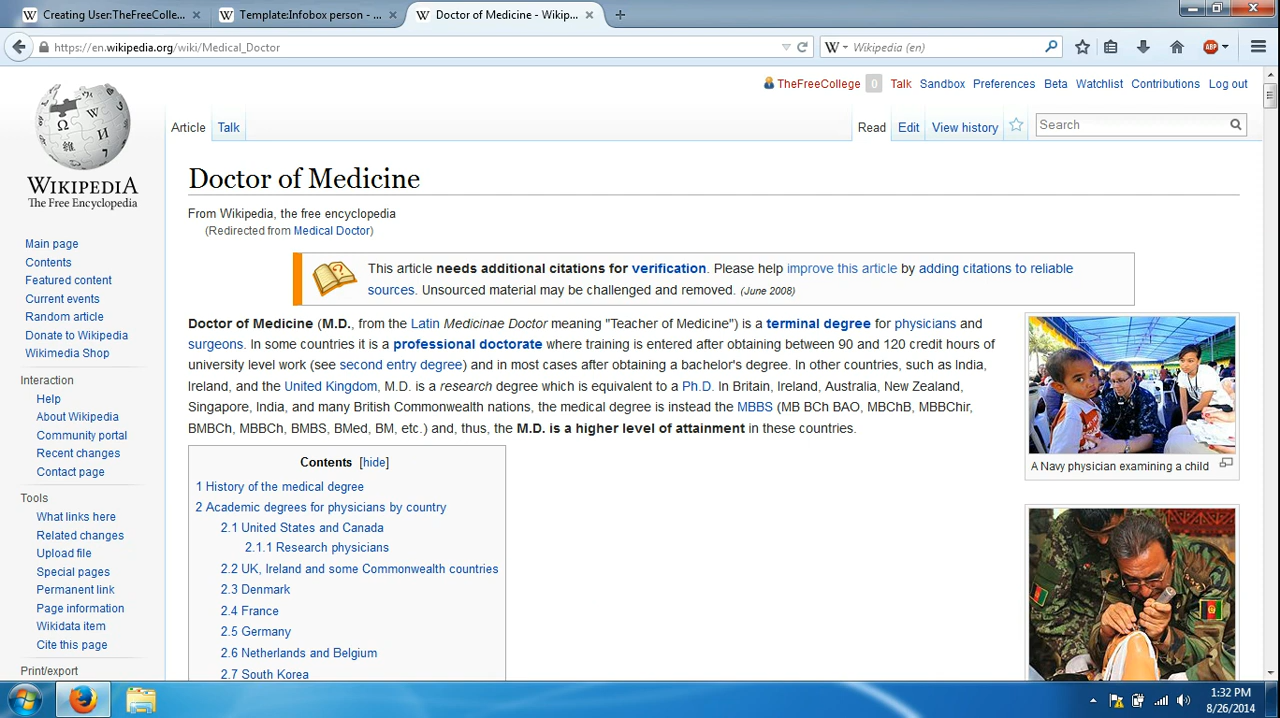 Creating User:TheFreeColle...
Template:Infobox person - ...
Doctor of Medicine - Wikip...
https://en.wikipedia.org/wiki/Medical_Doctor
W Wikipedia (en)
ABP
TheFreeCollege 0 Talk Sandbox Preferences Beta Watchlist Contributions Log out
Article Talk
Read Edit View history Search
WIKIPEDIA
The Free Encyclopedia
Main page
Contents
Featured content
Current events
Random article
Donate to Wikipedia
Wikimedia Shop
Interaction
Help
About Wikipedia
Community portal
Recent changes
Contact page
Tools
What links here
Related changes
Upload file
Special pages
Permanent link
Page information
Wikidata item
Cite this page
Print/export
Doctor of Medicine
From Wikipedia, the free encyclopedia
(Redirected from Medical Doctor)
This article needs additional citations for verification. Please help improve this article by adding citations to reliable
sources. Unsourced material may be challenged and removed. (June 2008)
Doctor of Medicine (M.D., from the Latin Medicinae Doctor meaning "Teacher of Medicine") is a terminal degree for physicians and
surgeons. In some countries it is a professional doctorate where training is entered after obtaining between 90 and 120 credit hours of
university level work (see second entry degree) and in most cases after obtaining a bachelor's degree. In other countries, such as India,
Ireland, and the United Kingdom, M.D. is a research degree which is equivalent to a Ph.D. In Britain, Ireland, Australia, New Zealand,
Singapore, India, and many British Commonwealth nations, the medical degree is instead the MBBS (MB BCh BAO, MBChB, MBBChir,
BMBCh, MBBCh, BMBS, BMed, BM, etc.) and, thus, the M.D. is a higher level of attainment in these countries.
Contents [hide]
1 History of the medical degree
2 Academic degrees for physicians by country
2.1 United States and Canada
2.1.1 Research physicians
2.2 UK, Ireland and some Commonwealth countries
2.3 Denmark
2.4 France
2.5 Germany
2.6 Netherlands and Belgium
2.7 South Korea
A Navy physician examining a child
1:32 PM
8/26/2014